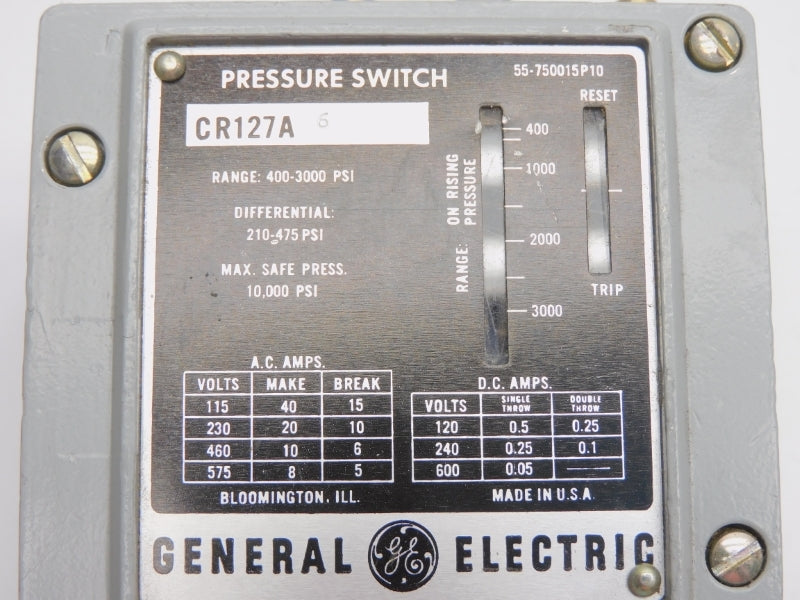 PRESSURE SWITCH
55-750015P10
CR127A 6
RANGE: 400-3000 PSI
DIFFERENTIAL:
210-475 PSI
MAX. SAFE PRESS.
10,000 PSI
RANGE: ON RISING
PRESSURE
400
1000
2000
3000
RESET
TRIP
A.C. AMPS.
VOLTS MAKE BREAK
115 40 15
230 20 10
460 10 6
575 8 5
D.C. AMPS.
VOLTS SINGLE THROW DOUBLE THROW
120 0.5 0.25
240 0.25 0.1
600 0.05 ——
BLOOMINGTON, ILL.
MADE IN U.S.A.
GENERAL GE ELECTRIC